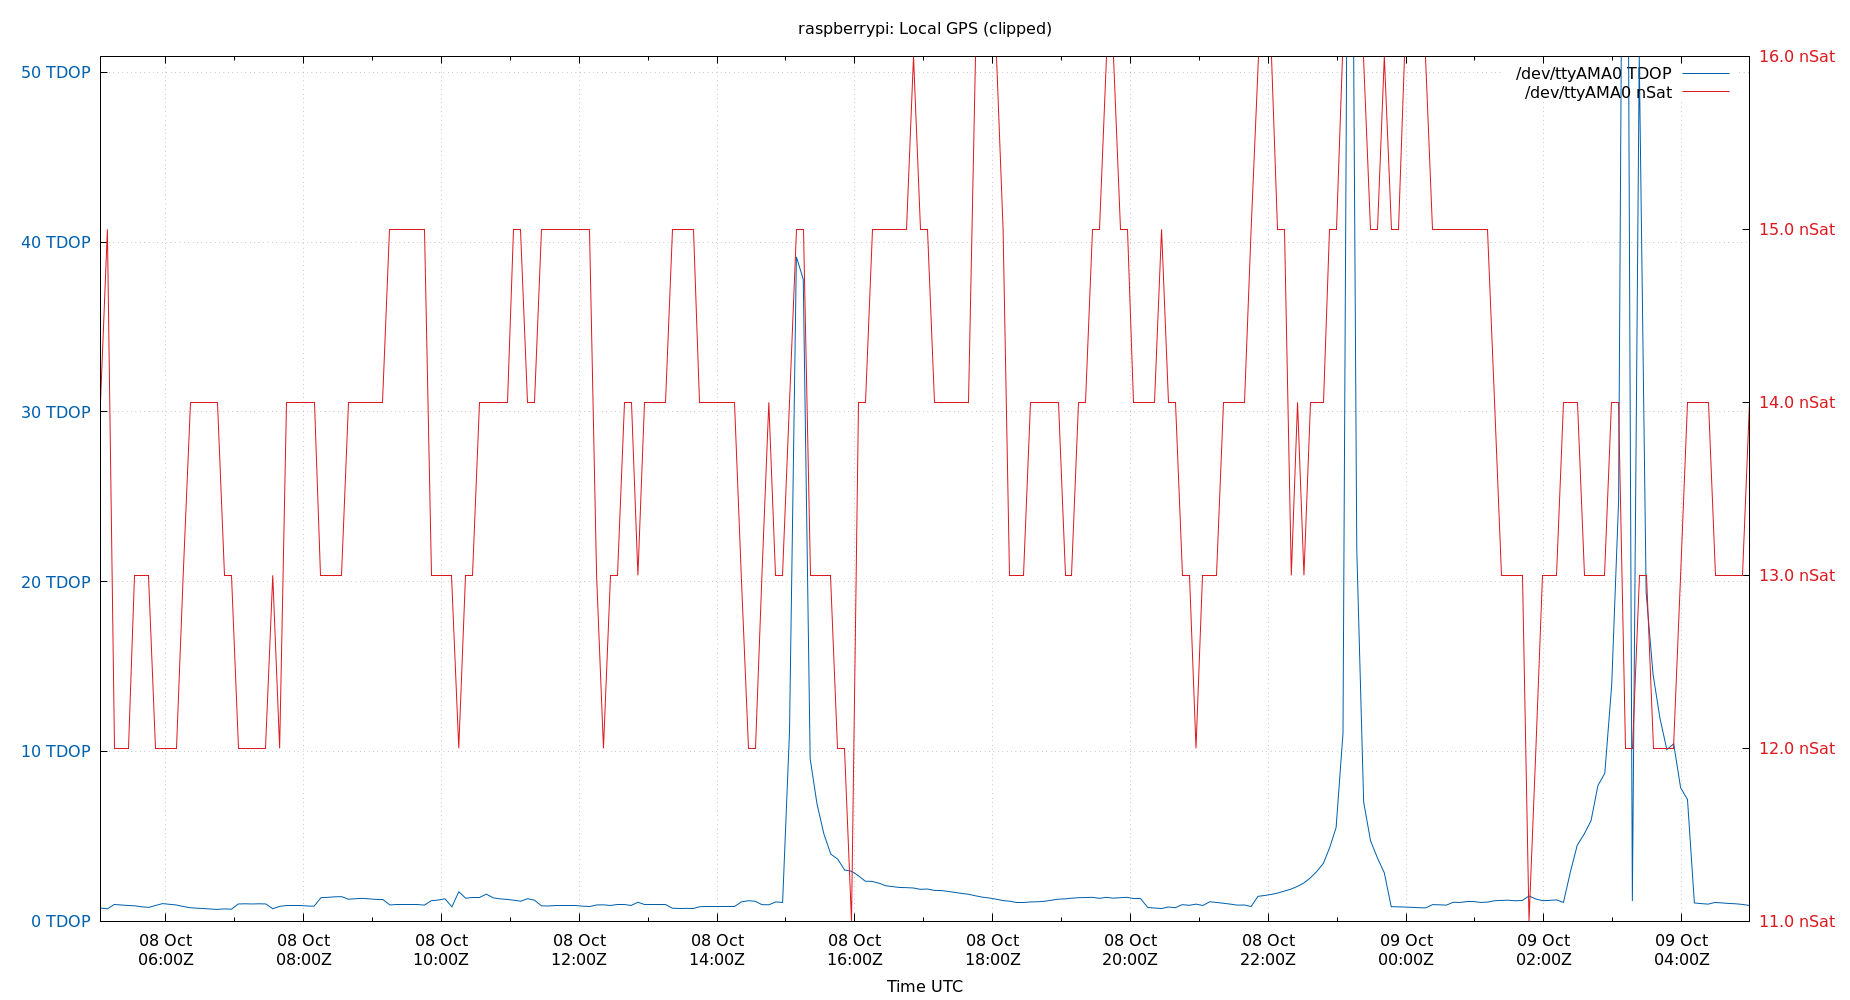 raspberrypi: Local GPS (clipped)
50 TDOP
40 TDOP
30 TDOP
20 TDOP
10 TDOP
0 TDOP
16.0 nSat
15.0 nSat
14.0 nSat
13.0 nSat
12.0 nSat
11.0 nSat
/dev/ttyAMA0 TDOP
/dev/ttyAMA0 nSat
08 Oct 08 Oct 08 Oct 08 Oct 08 Oct 08 Oct 08 Oct 08 Oct 08 Oct 09 Oct 09 Oct 09 Oct
06:00Z 08:00Z 10:00Z 12:00Z 14:00Z 16:00Z 18:00Z 20:00Z 22:00Z 00:00Z 02:00Z 04:00Z
Time UTC